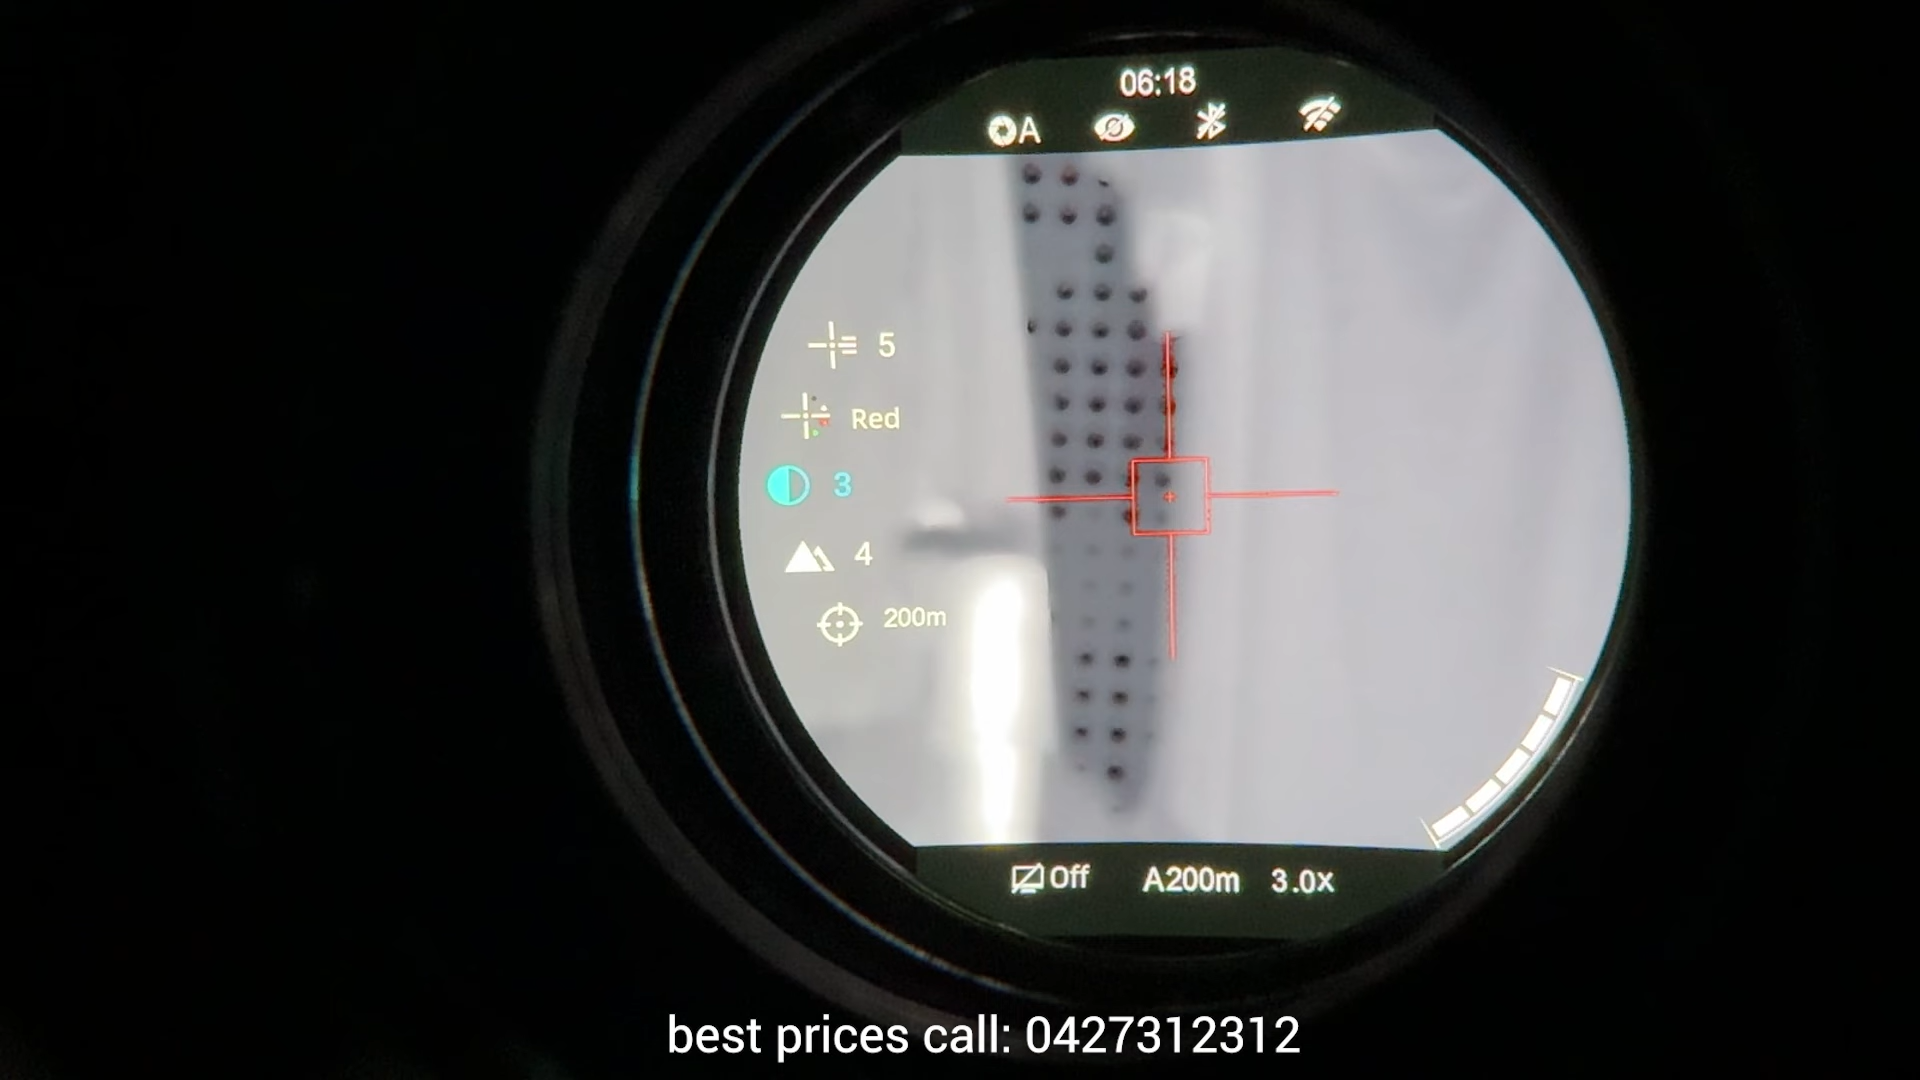 06:18
A
5
Red
3
4
200m
Off A200m 3.0x
best prices call: 0427312312